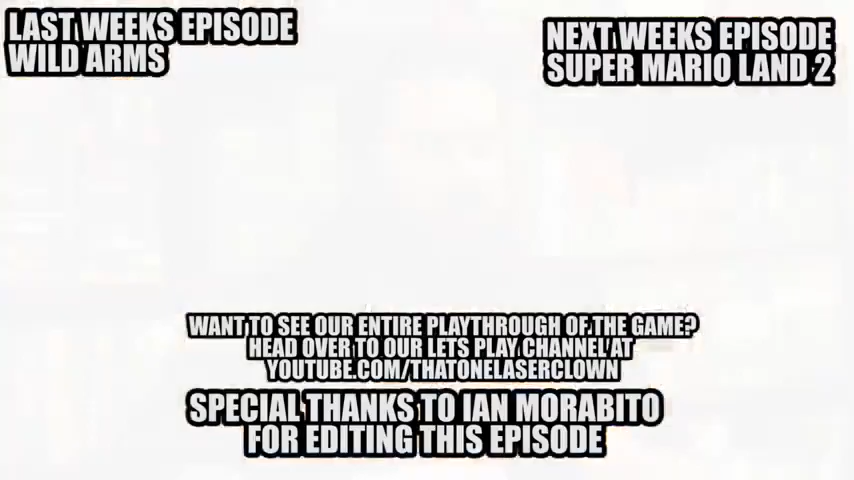 LAST WEEKS EPISODE
WILD ARMS
NEXT WEEKS EPISODE
SUPER MARIO LAND 2
WANT TO SEE OUR ENTIRE PLAYTHROUGH OF THE GAME?
HEAD OVER TO OUR LETS PLAY CHANNEL AT
YOUTUBE.COM/THATONELASERCLOWN
SPECIAL THANKS TO IAN MORABITO
FOR EDITING THIS EPISODE